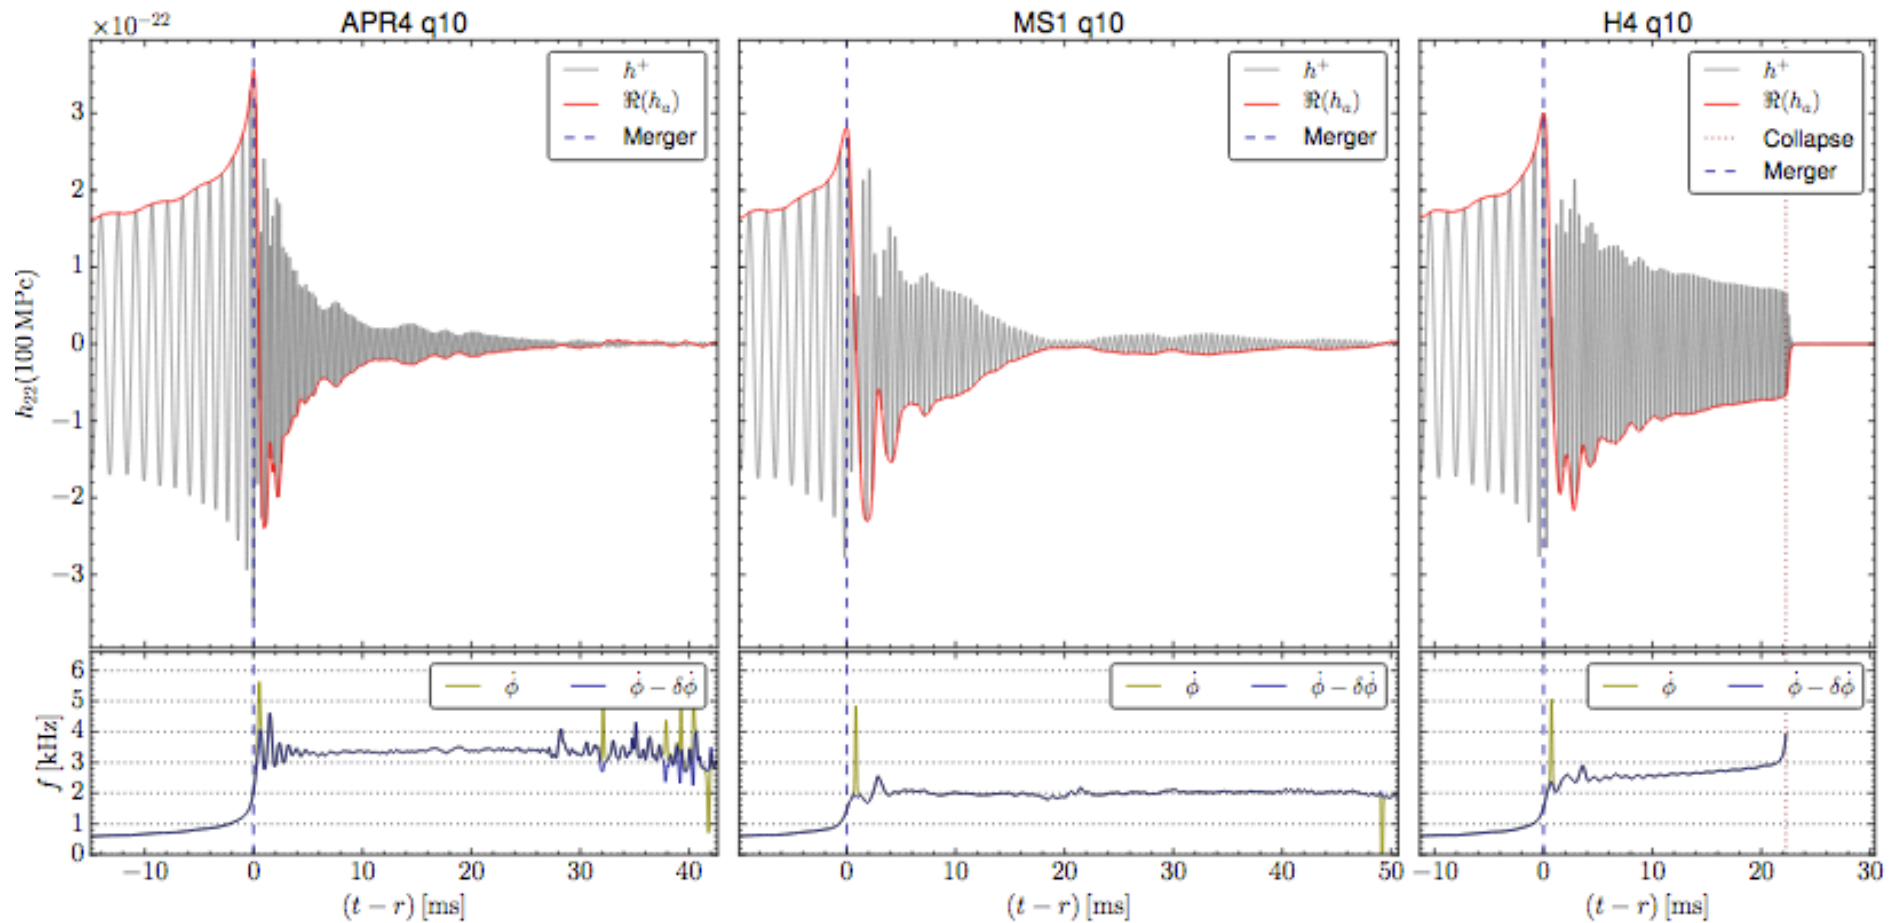 ×10⁻²²
APR4 q10
MS1 q10
H4 q10
h⁺
ℜ(hₐ)
Merger
h⁺
ℜ(hₐ)
Merger
h⁺
ℜ(hₐ)
Collapse
Merger
h₂₂(100 MPc)
3
2
1
0
−1
−2
−3
ϕ̇ ϕ̇ − δϕ̇
ϕ̇ ϕ̇ − δϕ̇
ϕ̇ ϕ̇ − δϕ̇
f [kHz]
6
5
4
3
2
1
0
−10 0 10 20 30 40
0 10 20 30 40 50
−10 0 10 20 30
(t − r) [ms]
(t − r) [ms]
(t − r) [ms]